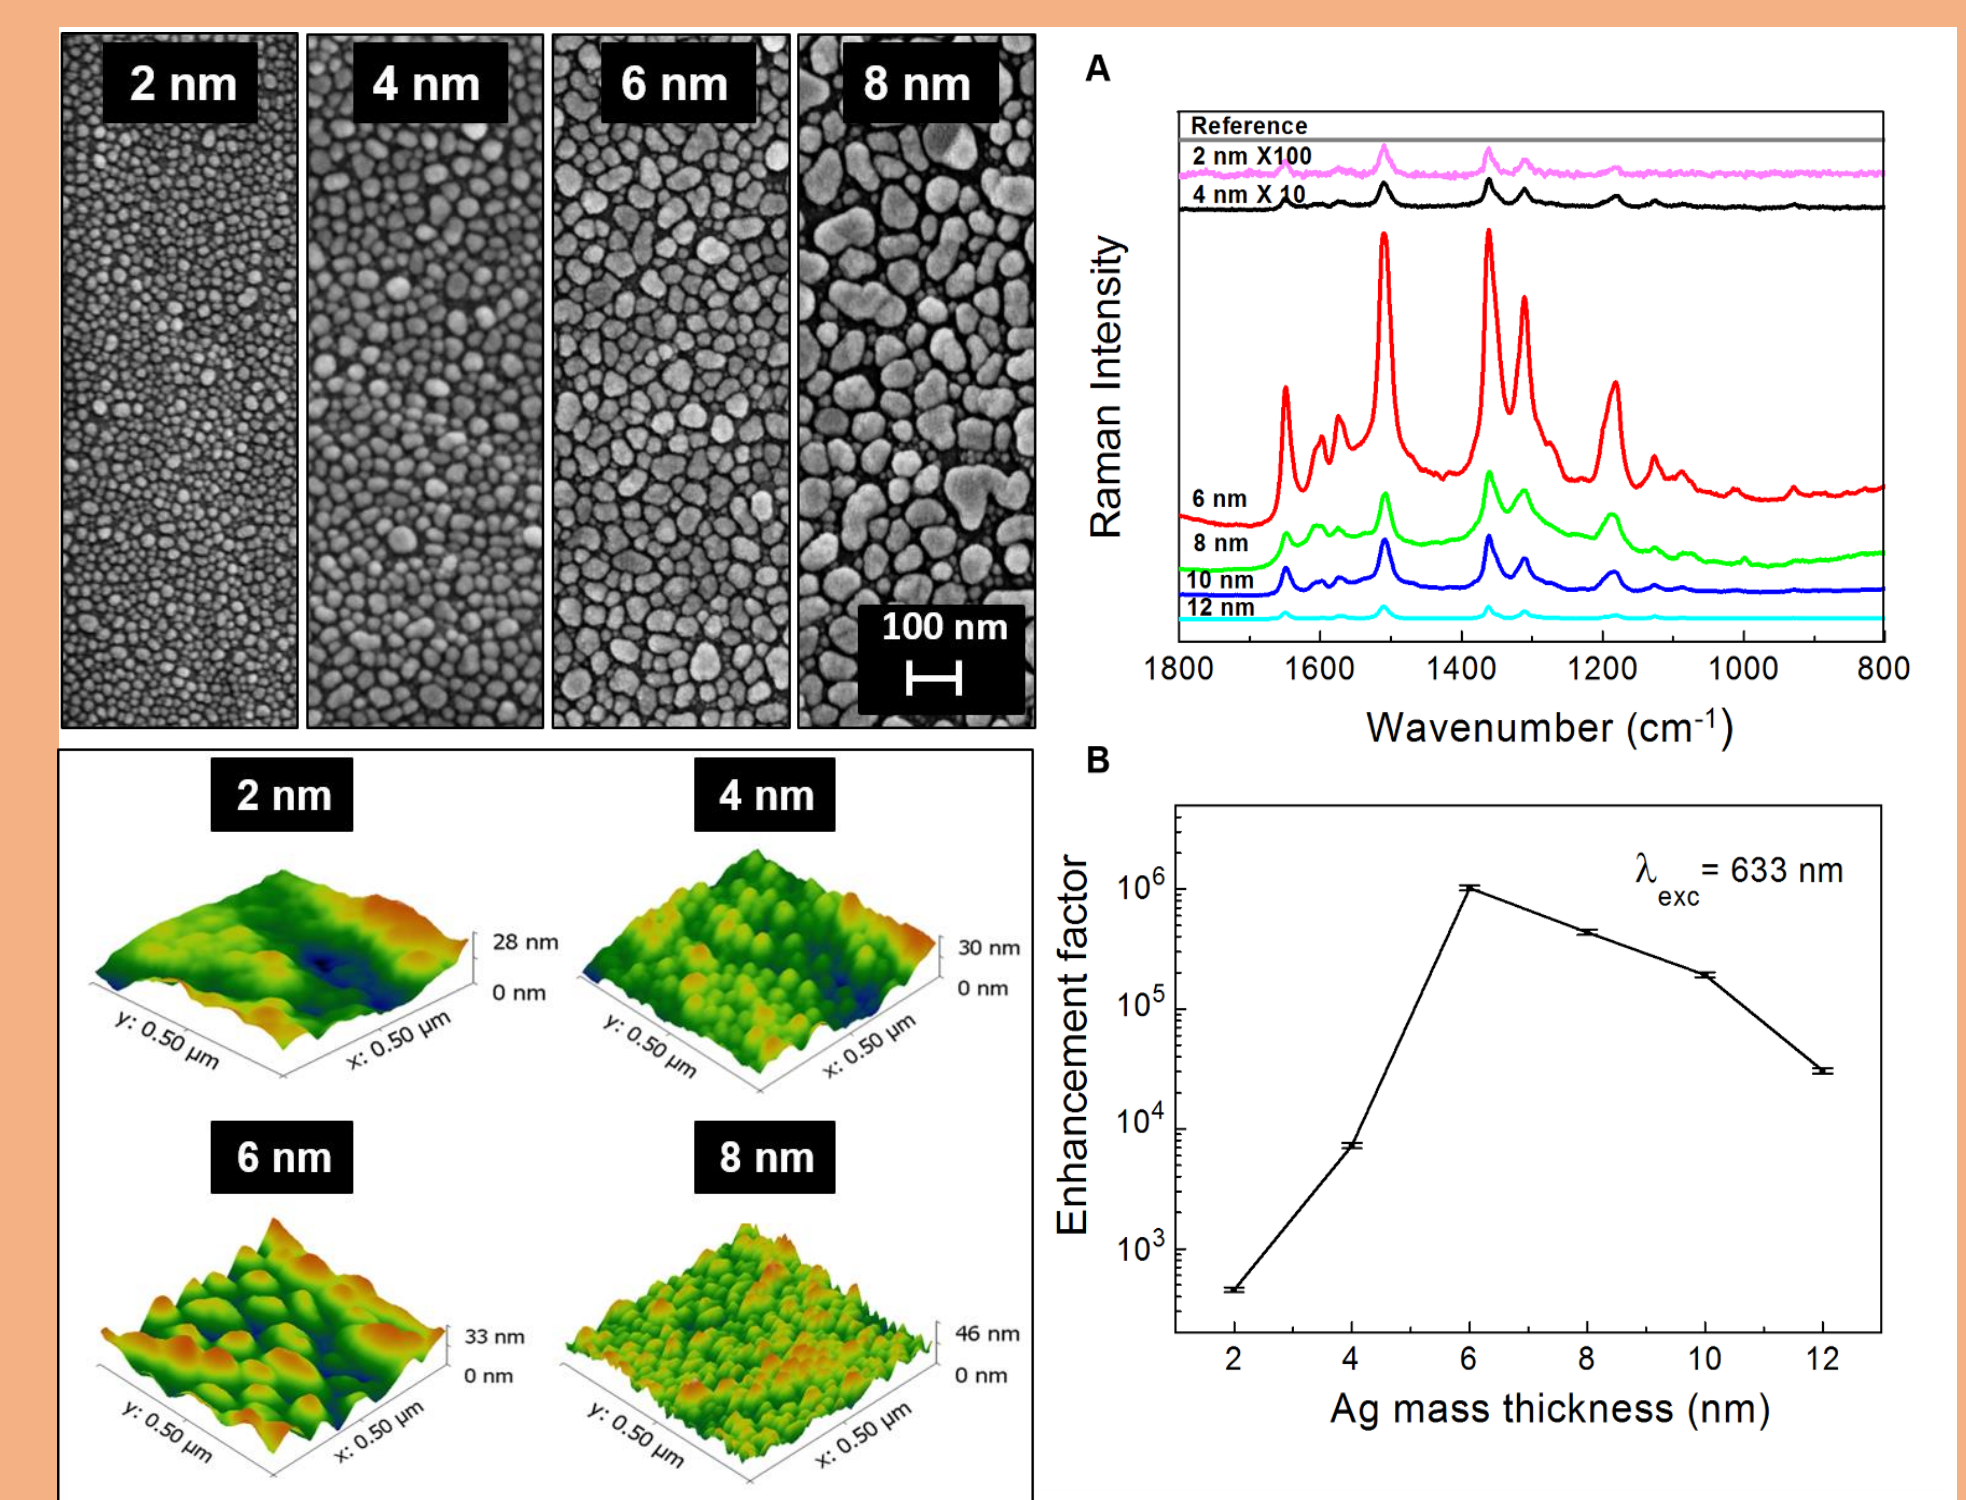 2 nm
4 nm
6 nm
8 nm
100 nm
2 nm
4 nm
28 nm
0 nm
y: 0.50 µm
x: 0.50 µm
30 nm
0 nm
y: 0.50 µm
x: 0.50 µm
6 nm
8 nm
33 nm
0 nm
y: 0.50 µm
x: 0.50 µm
46 nm
0 nm
y: 0.50 µm
x: 0.50 µm
A
Raman Intensity
Reference
2 nm X100
4 nm X 10
6 nm
8 nm
10 nm
12 nm
1800 1600 1400 1200 1000 800
Wavenumber (cm⁻¹)
B
Enhancement factor
λexc = 633 nm
10⁶
10⁵
10⁴
10³
2 4 6 8 10 12
Ag mass thickness (nm)